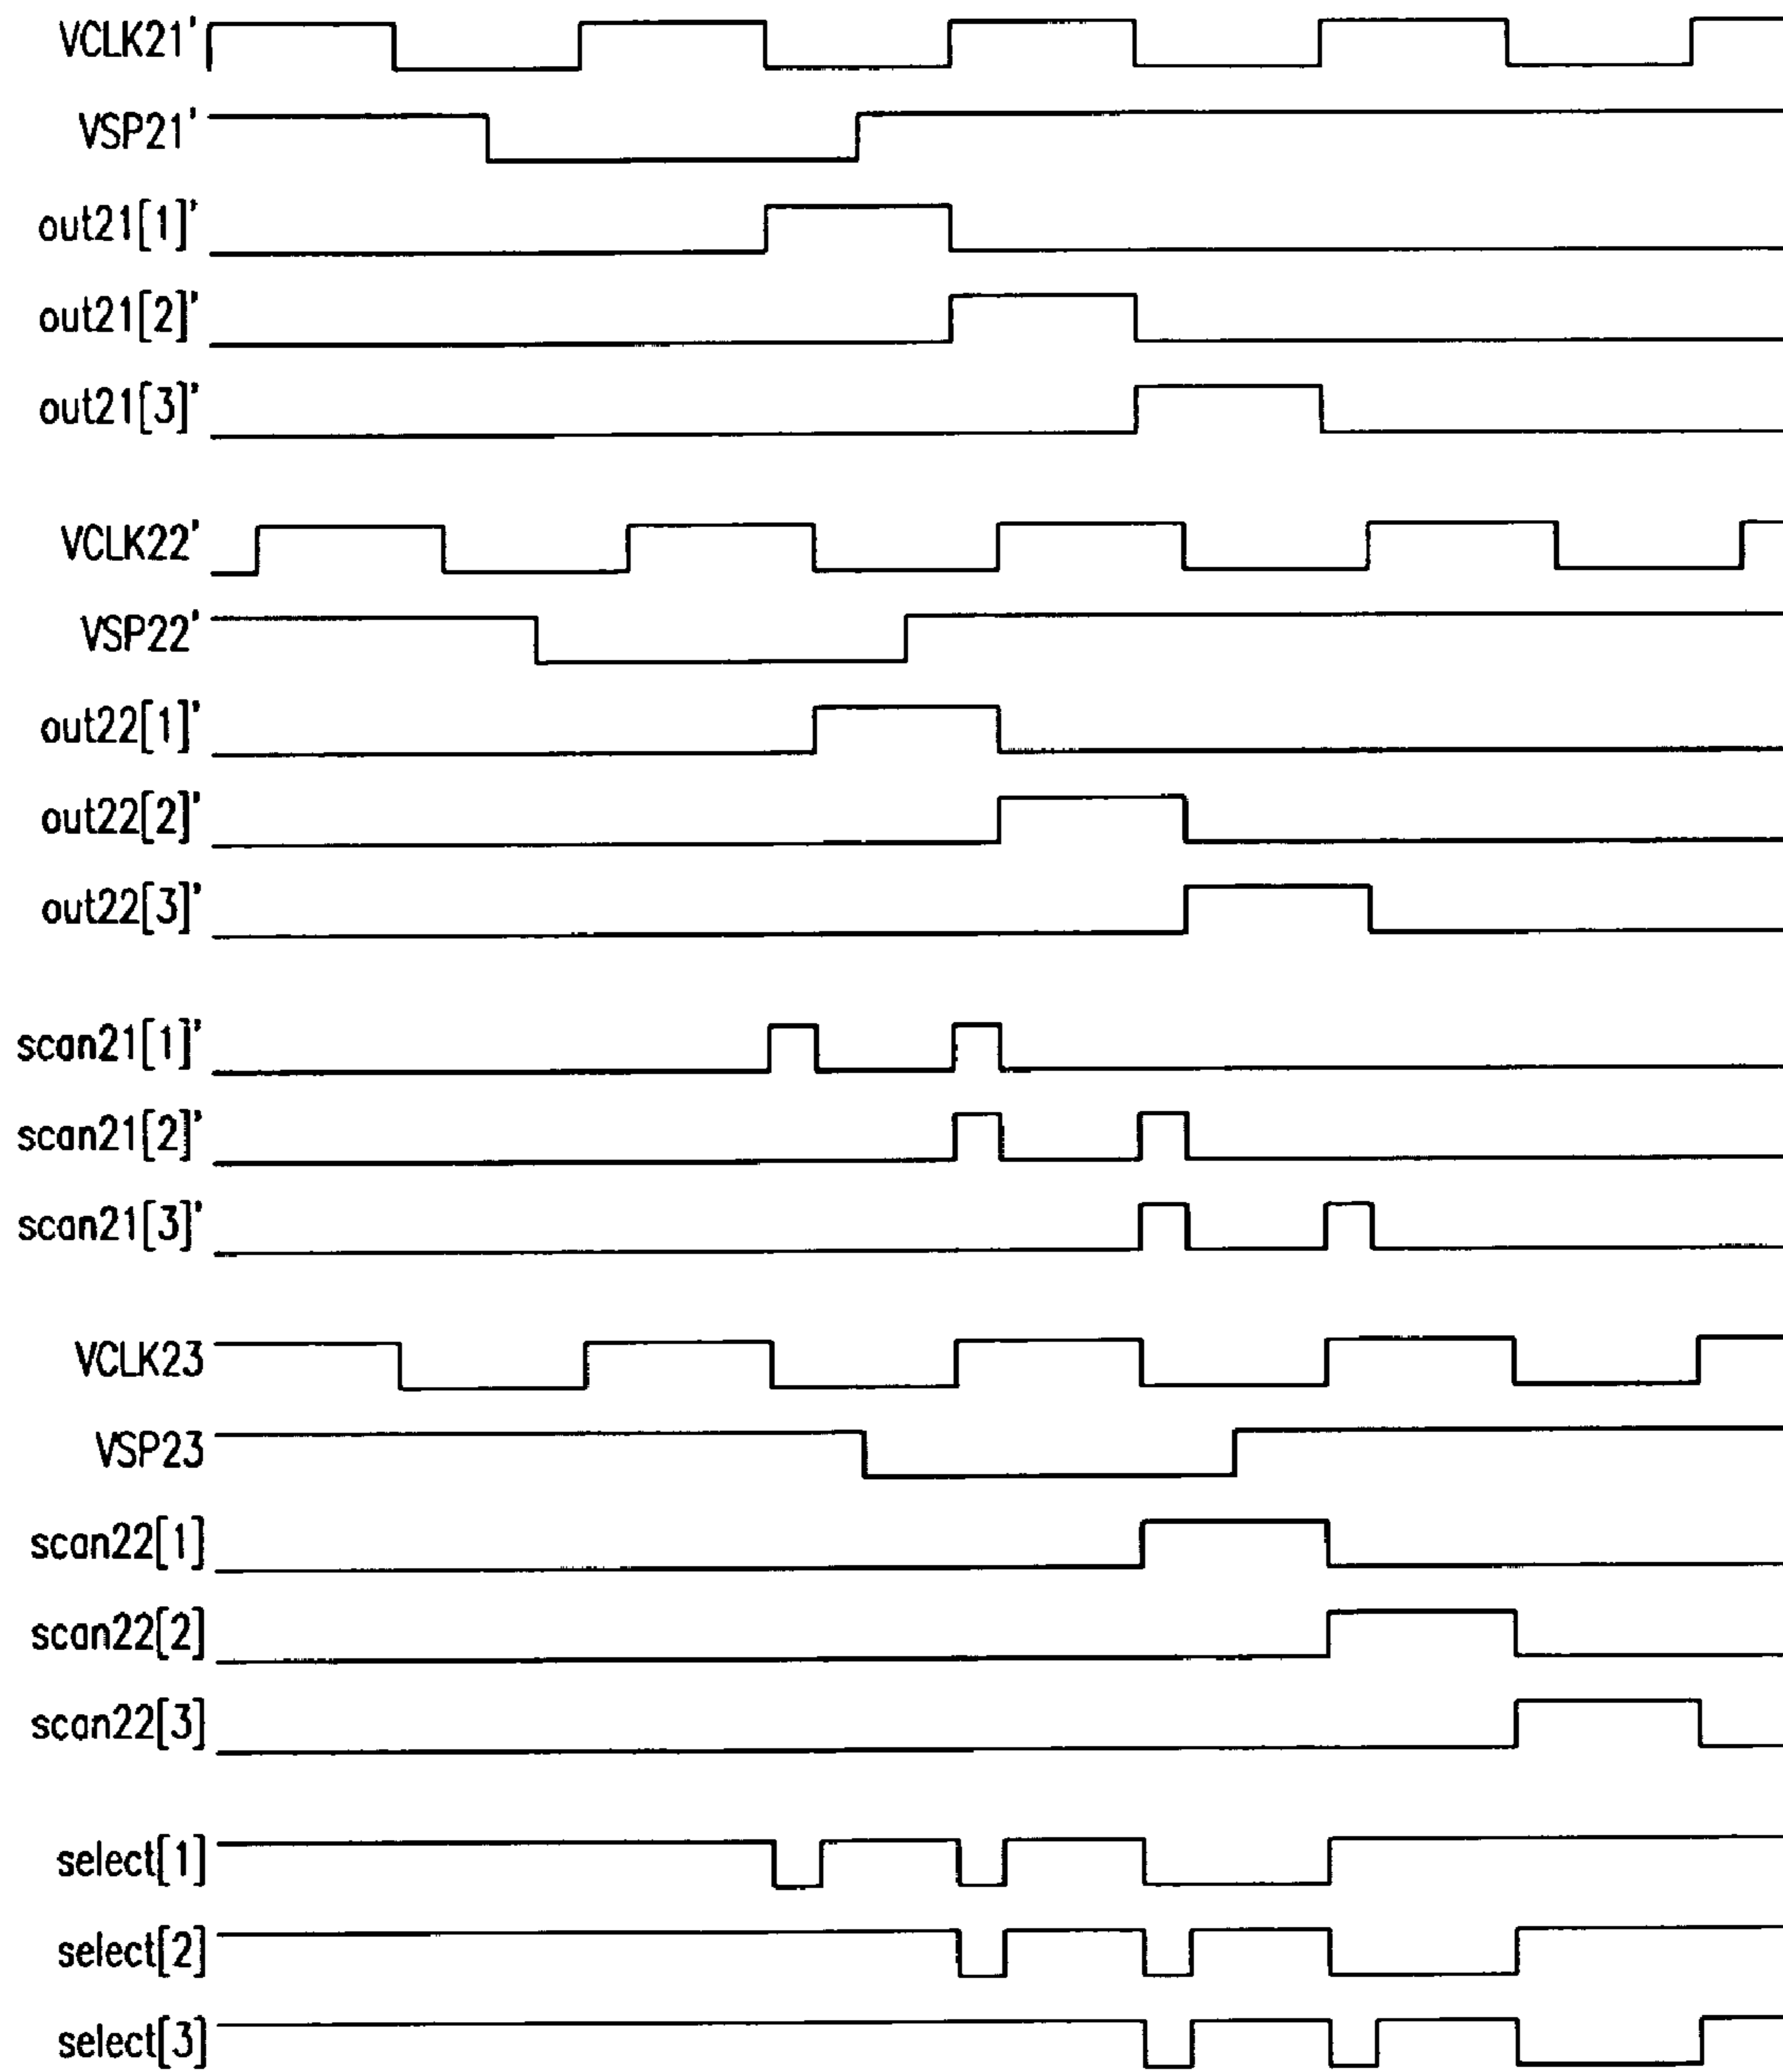 VCLK21'
VSP21'
out21[1]'
out21[2]'
out21[3]'
VCLK22'
VSP22'
out22[1]'
out22[2]'
out22[3]'
scan21[1]'
scan21[2]'
scan21[3]'
VCLK23
VSP23
scan22[1]
scan22[2]
scan22[3]
select[1]
select[2]
select[3]